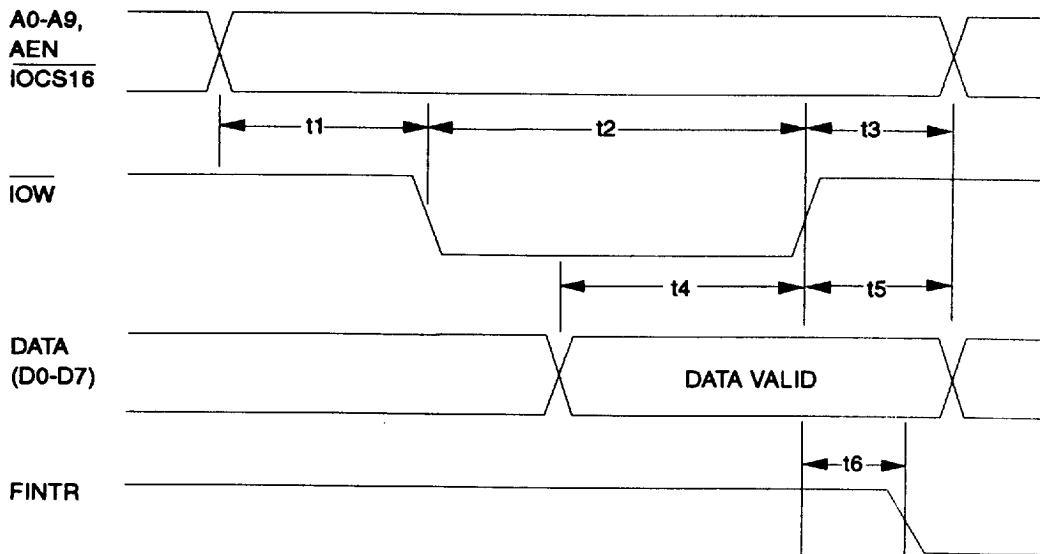 A0-A9,
AEN
IOCS16
t1
t2
t3
IOW
t4
t5
DATA
(D0-D7)
DATA VALID
t6
FINTR